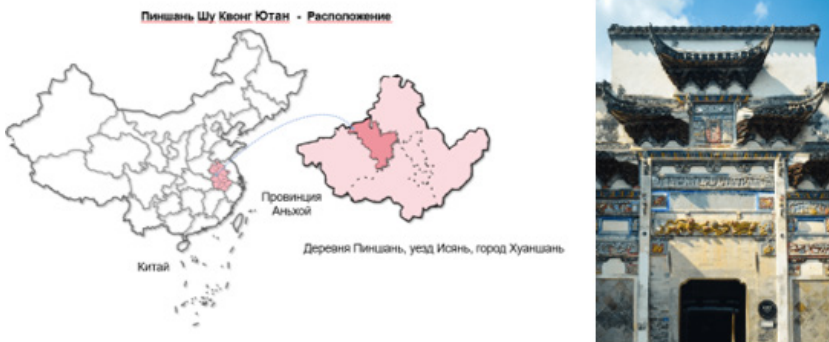 Пиншань Шу Квонг Ютан - Расположение
Провинция
Аньхой
Китай
Деревня Пиншань, уезд Исянь, город Хуаншань